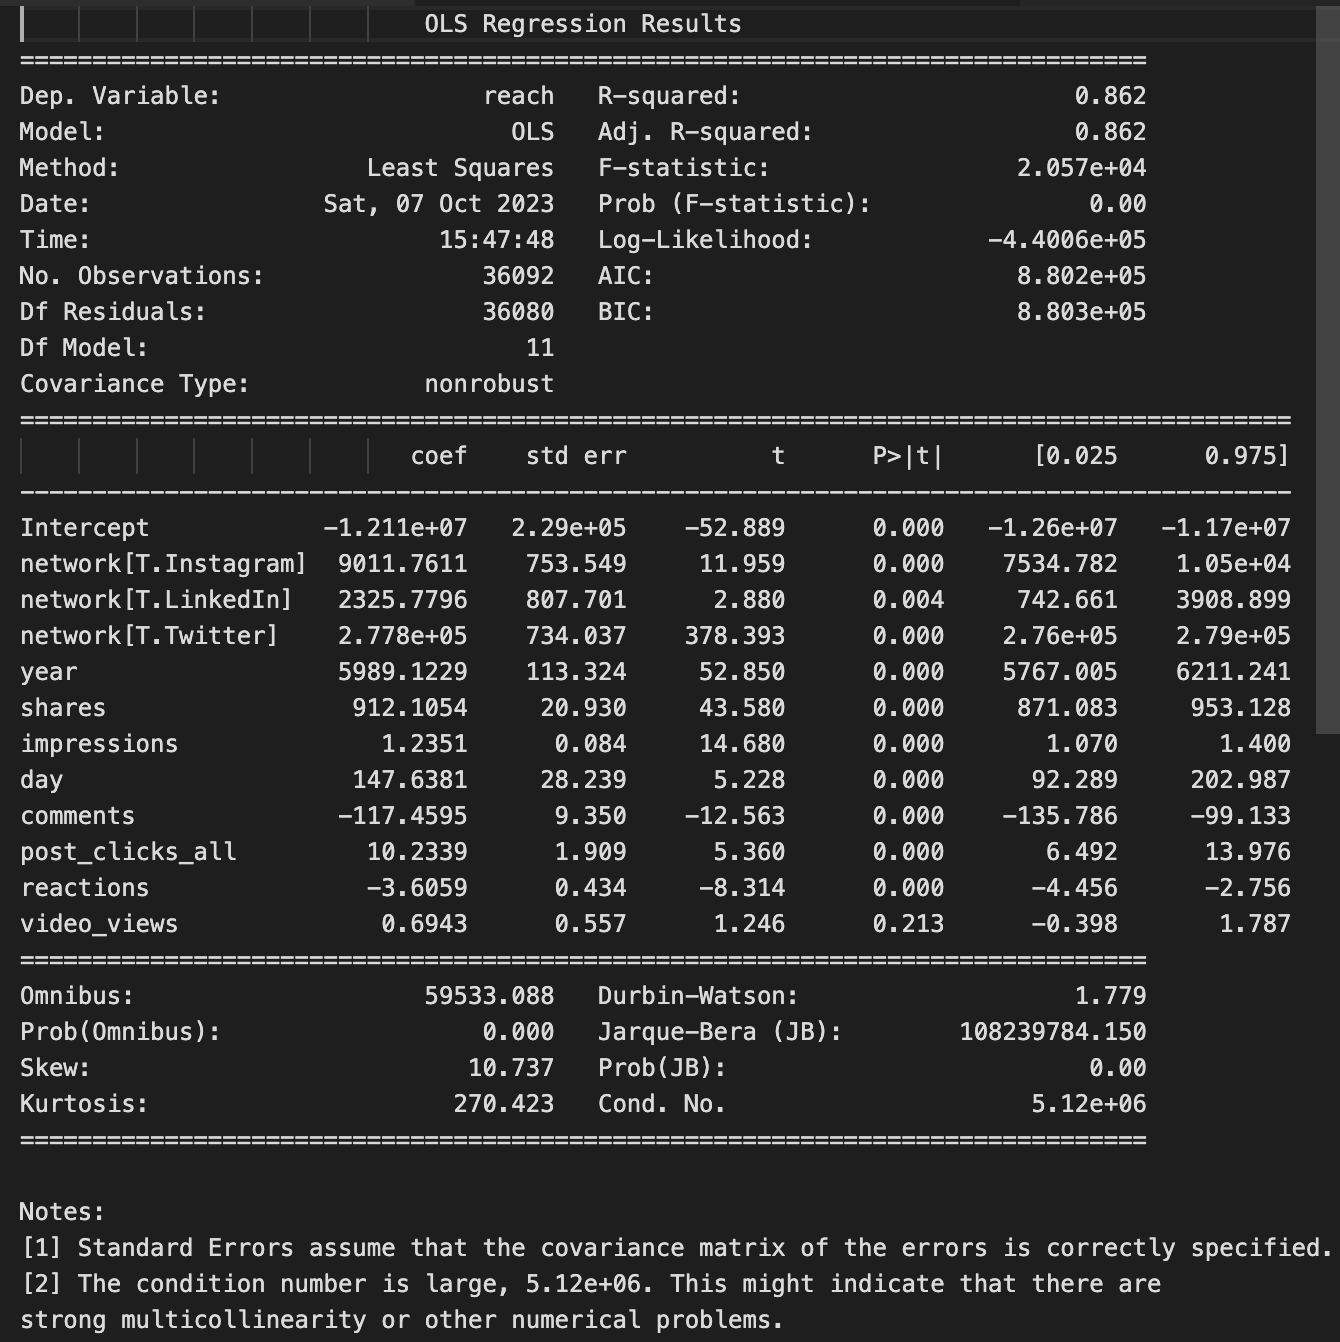 OLS Regression Results
==============================================================================
Dep. Variable:                  reach   R-squared:                       0.862
Model:                            OLS   Adj. R-squared:                  0.862
Method:                 Least Squares   F-statistic:                 2.057e+04
Date:                Sat, 07 Oct 2023   Prob (F-statistic):               0.00
Time:                        15:47:48   Log-Likelihood:            -4.4006e+05
No. Observations:               36092   AIC:                         8.802e+05
Df Residuals:                   36080   BIC:                         8.803e+05
Df Model:                          11
Covariance Type:            nonrobust
========================================================================================
                           coef    std err          t      P>|t|      [0.025      0.975]
----------------------------------------------------------------------------------------
Intercept            -1.211e+07   2.29e+05    -52.889      0.000   -1.26e+07   -1.17e+07
network[T.Instagram]  9011.7611    753.549     11.959      0.000    7534.782    1.05e+04
network[T.LinkedIn]   2325.7796    807.701      2.880      0.004     742.661    3908.899
network[T.Twitter]    2.778e+05    734.037    378.393      0.000    2.76e+05    2.79e+05
year                  5989.1229    113.324     52.850      0.000    5767.005    6211.241
shares                 912.1054     20.930     43.580      0.000     871.083     953.128
impressions              1.2351      0.084     14.680      0.000       1.070       1.400
day                    147.6381     28.239      5.228      0.000      92.289     202.987
comments              -117.4595      9.350    -12.563      0.000    -135.786     -99.133
post_clicks_all         10.2339      1.909      5.360      0.000       6.492      13.976
reactions               -3.6059      0.434     -8.314      0.000      -4.456      -2.756
video_views              0.6943      0.557      1.246      0.213      -0.398       1.787
==============================================================================
Omnibus:                    59533.088   Durbin-Watson:                   1.779
Prob(Omnibus):                  0.000   Jarque-Bera (JB):        108239784.150
Skew:                          10.737   Prob(JB):                         0.00
Kurtosis:                     270.423   Cond. No.                     5.12e+06
==============================================================================
Notes:
[1] Standard Errors assume that the covariance matrix of the errors is correctly specified.
[2] The condition number is large, 5.12e+06. This might indicate that there are
strong multicollinearity or other numerical problems.